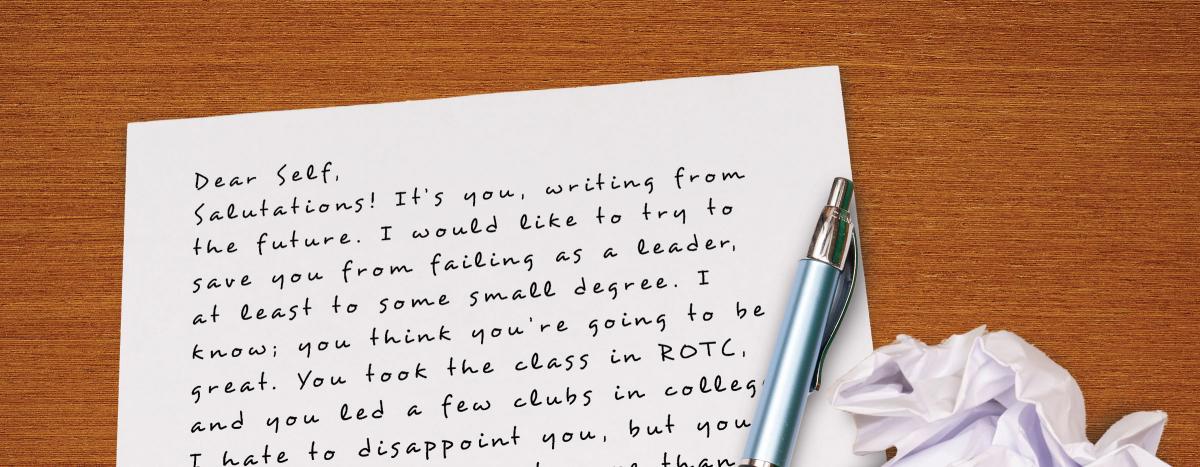 Dear Self,
Salutations! It's you, writing from
the future. I would like to try to
save you from failing as a leader,
at least to some small degree. I
know; you think you're going to be
great. You took the class in ROTC,
and you led a few clubs in colleg
I hate to disappoint you, but you
than